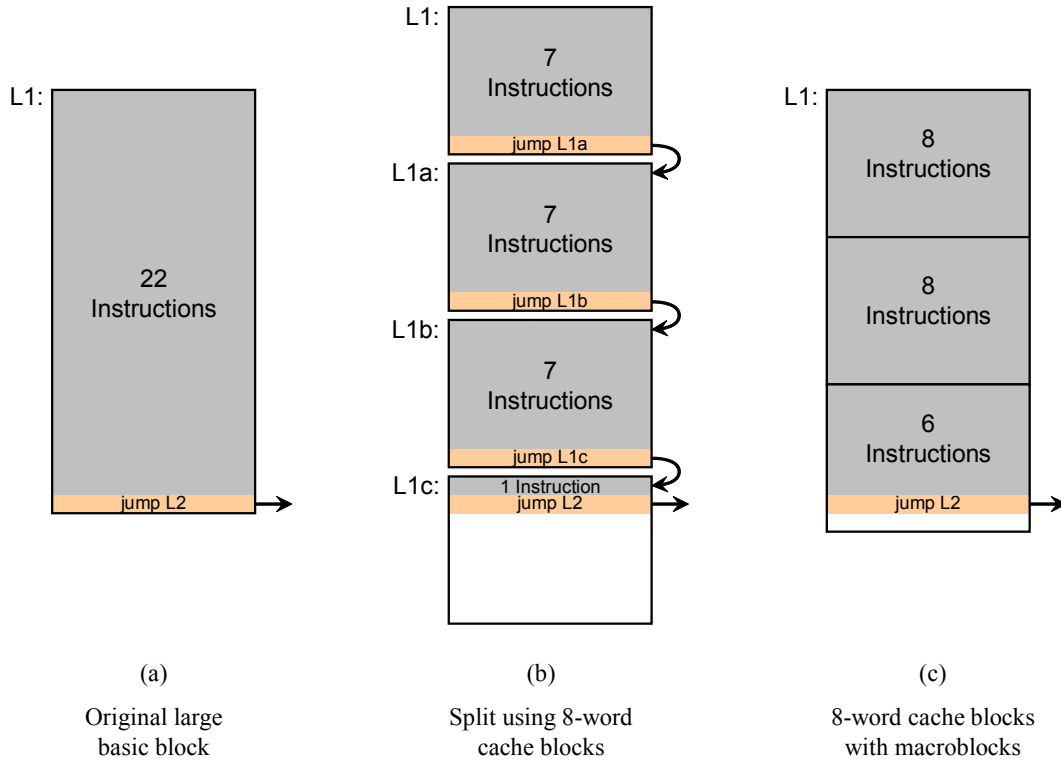 L1:
22
Instructions
jump L2
(a)
Original large
basic block
L1:
7
Instructions
jump L1a
L1a:
7
Instructions
jump L1b
L1b:
7
Instructions
jump L1c
L1c:
1 Instruction
jump L2
(b)
Split using 8-word
cache blocks
L1:
8
Instructions
8
Instructions
6
Instructions
jump L2
(c)
8-word cache blocks
with macroblocks